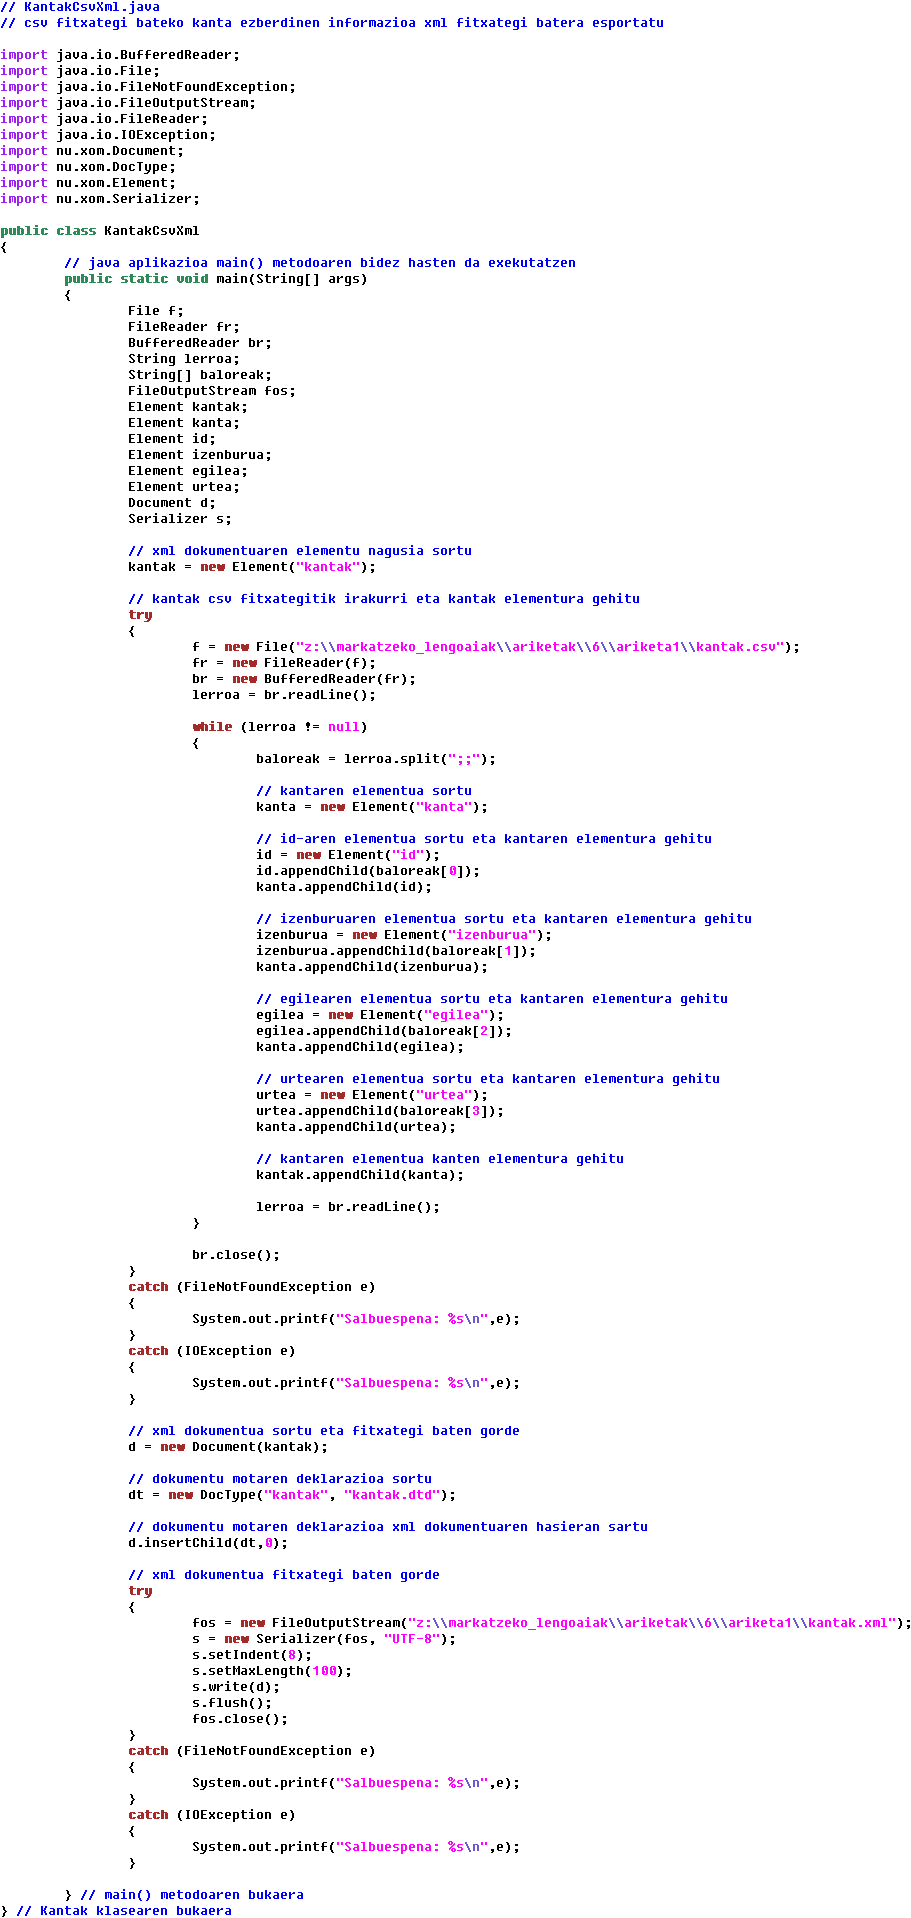 // KantakCsvXml.java
// csv fitxategi bateko kanta ezberdinen informazioa xml fitxategi batera esportatu

import java.io.BufferedReader;
import java.io.File;
import java.io.FileNotFoundException;
import java.io.FileOutputStream;
import java.io.FileReader;
import java.io.IOException;
import nu.xom.Document;
import nu.xom.DocType;
import nu.xom.Element;
import nu.xom.Serializer;

public class KantakCsvXml
{
        // java aplikazioa main() metodoaren bidez hasten da exekutatzen
        public static void main(String[] args)
        {
                File f;
                FileReader fr;
                BufferedReader br;
                String lerroa;
                String[] baloreak;
                FileOutputStream fos;
                Element kantak;
                Element kanta;
                Element id;
                Element izenburua;
                Element egilea;
                Element urtea;
                Document d;
                Serializer s;

                // xml dokumentuaren elementu nagusia sortu
                kantak = new Element("kantak");

                // kantak csv fitxategitik irakurri eta kantak elementura gehitu
                try
                {
                        f = new File("z:\\markatzeko_lengoaiak\\ariketak\\6\\ariketa1\\kantak.csv");
                        fr = new FileReader(f);
                        br = new BufferedReader(fr);
                        lerroa = br.readLine();

                        while (lerroa != null)
                        {
                                baloreak = lerroa.split(";;");

                                // kantaren elementua sortu
                                kanta = new Element("kanta");

                                // id-aren elementua sortu eta kantaren elementura gehitu
                                id = new Element("id");
                                id.appendChild(baloreak[0]);
                                kanta.appendChild(id);

                                // izenburuaren elementua sortu eta kantaren elementura gehitu
                                izenburua = new Element("izenburua");
                                izenburua.appendChild(baloreak[1]);
                                kanta.appendChild(izenburua);

                                // egilearen elementua sortu eta kantaren elementura gehitu
                                egilea = new Element("egilea");
                                egilea.appendChild(baloreak[2]);
                                kanta.appendChild(egilea);

                                // urtearen elementua sortu eta kantaren elementura gehitu
                                urtea = new Element("urtea");
                                urtea.appendChild(baloreak[3]);
                                kanta.appendChild(urtea);

                                // kantaren elementua kanten elementura gehitu
                                kantak.appendChild(kanta);

                                lerroa = br.readLine();
                        }

                        br.close();
                }
                catch (FileNotFoundException e)
                {
                        System.out.printf("Salbuespena: %s\n",e);
                }
                catch (IOException e)
                {
                        System.out.printf("Salbuespena: %s\n",e);
                }

                // xml dokumentua sortu eta fitxategi baten gorde
                d = new Document(kantak);

                // dokumentu motaren deklarazioa sortu
                dt = new DocType("kantak", "kantak.dtd");

                // dokumentu motaren deklarazioa xml dokumentuaren hasieran sartu
                d.insertChild(dt,0);

                // xml dokumentua fitxategi baten gorde
                try
                {
                        fos = new FileOutputStream("z:\\markatzeko_lengoaiak\\ariketak\\6\\ariketa1\\kantak.xml");
                        s = new Serializer(fos, "UTF-8");
                        s.setIndent(8);
                        s.setMaxLength(100);
                        s.write(d);
                        s.flush();
                        fos.close();
                }
                catch (FileNotFoundException e)
                {
                        System.out.printf("Salbuespena: %s\n",e);
                }
                catch (IOException e)
                {
                        System.out.printf("Salbuespena: %s\n",e);
                }

        } // main() metodoaren bukaera
} // Kantak klasearen bukaera